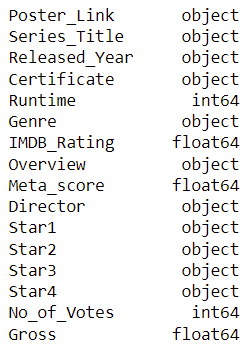 Poster_Link object
Series_Title object
Released_Year object
Certificate object
Runtime int64
Genre object
IMDB_Rating float64
Overview object
Meta_score float64
Director object
Star1 object
Star2 object
Star3 object
Star4 object
No_of_Votes int64
Gross float64